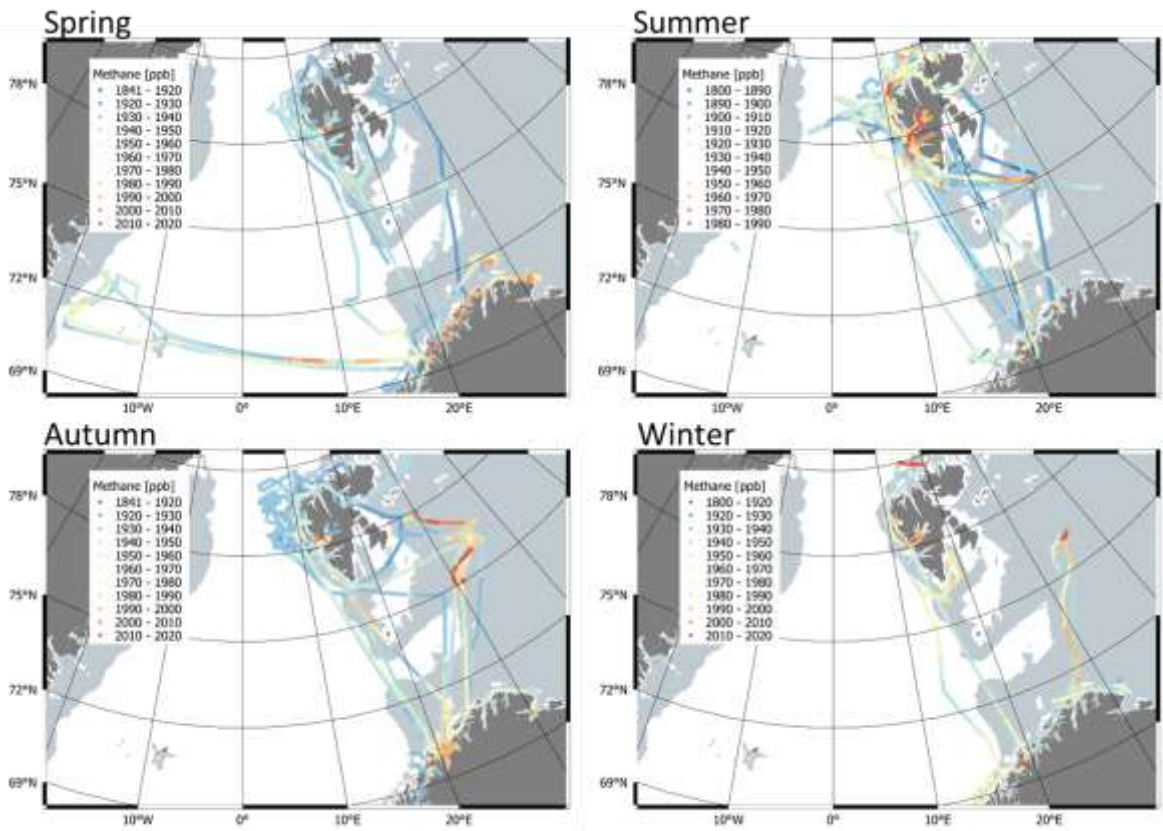 Spring
Methane [ppb]
1841 - 1920
1920 - 1930
1930 - 1940
1940 - 1950
1950 - 1960
1960 - 1970
1970 - 1980
1980 - 1990
1990 - 2000
2000 - 2010
2010 - 2020
78°N
75°N
72°N
69°N
10°W
0°
10°E
20°E
Summer
Methane [ppb]
1800 - 1890
1890 - 1900
1900 - 1910
1910 - 1920
1920 - 1930
1930 - 1940
1940 - 1950
1950 - 1960
1960 - 1970
1970 - 1980
1980 - 1990
78°N
75°N
72°N
69°N
10°W
0°
10°E
20°E
Autumn
Methane [ppb]
1841 - 1920
1920 - 1930
1930 - 1940
1940 - 1950
1950 - 1960
1960 - 1970
1970 - 1980
1980 - 1990
1990 - 2000
2000 - 2010
2010 - 2020
78°N
75°N
72°N
69°N
10°W
0°
10°E
20°E
Winter
Methane [ppb]
1800 - 1920
1920 - 1930
1930 - 1940
1940 - 1950
1950 - 1960
1960 - 1970
1970 - 1980
1980 - 1990
1990 - 2000
2000 - 2010
2010 - 2020
78°N
75°N
72°N
69°N
10°W
0°
10°E
20°E